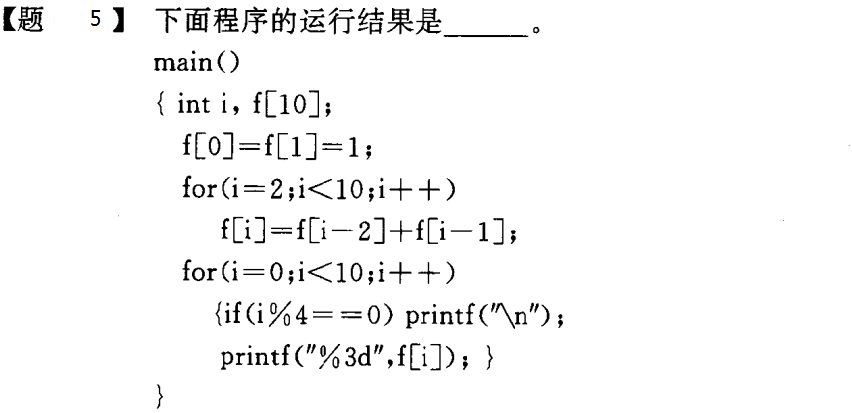 【题 5】 下面程序的运行结果是_____。
main()
{ int i, f[10];
f[0]=f[1]=1;
for(i=2;i<10;i++)
f[i]=f[i-2]+f[i-1];
for(i=0;i<10;i++)
{if(i%4= =0) printf("\n");
printf("%3d",f[i]); }
}